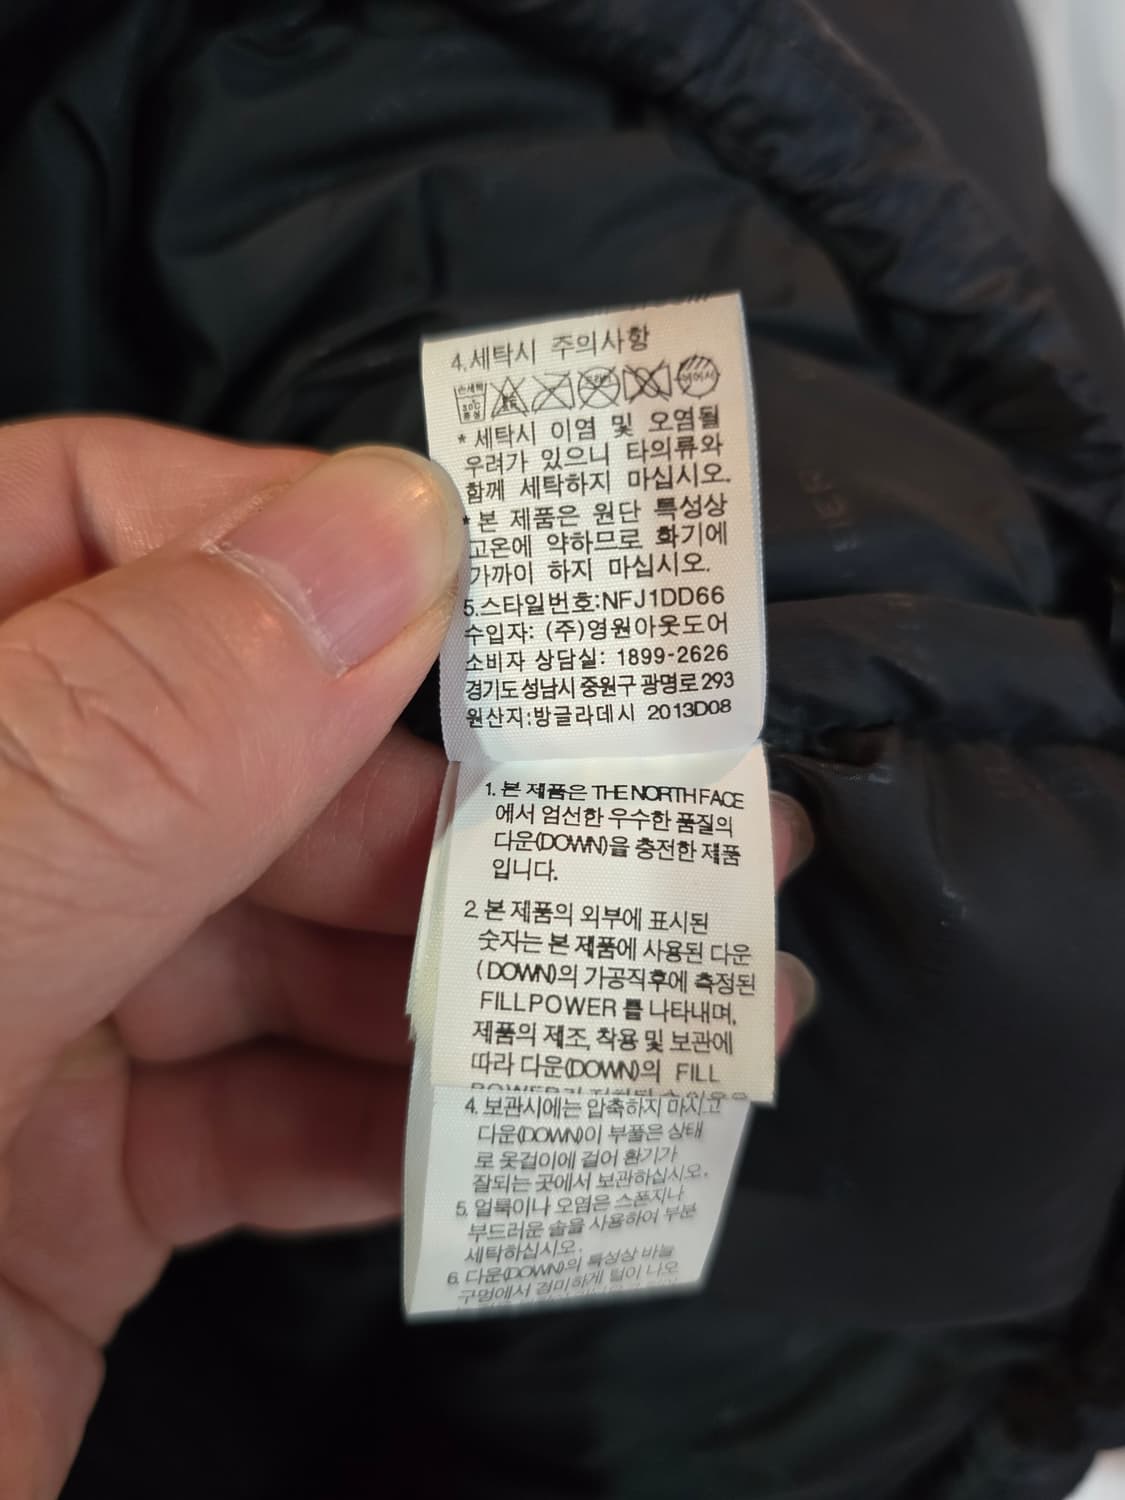 4.세탁시 주의사항
손세탁
30℃
중성
* 세탁시 이염 및 오염될
우려가 있으니 타의류와
함께 세탁하지 마십시오.
*본 제품은 원단 특성상
고온에 약하므로 화기에
가까이 하지 마십시오.
5.스타일번호:NFJ1DD66
수입자: (주)영원아웃도어
소비자 상담실: 1899-2626
경기도 성남시 중원구 광명로 293
원산지:방글라데시 2013D08
1. 본 제품은 THE NORTH FACE
에서 엄선한 우수한 품질의
다운(DOWN)을 충전한 제품
입니다.
2. 본 제품의 외부에 표시된
숫자는 본 제품에 사용된 다운
(DOWN)의 가공직후에 측정된
FILL POWER 를 나타내며,
제품의 제조, 착용 및 보관에
따라 다운(DOWN)의 FILL
4. 보관시에는 압축하지 마시고
다운(DOWN)이 부풀은 상태
로 옷걸이에 걸어 환기가
잘되는 곳에서 보관하십시오.
5. 얼룩이나 오염은 스폰지나
부드러운 솔을 사용하여 부분
세탁하십시오.
6. 다운(DOWN)의 특성상 바늘
구멍에서 경미하게 털이 나오